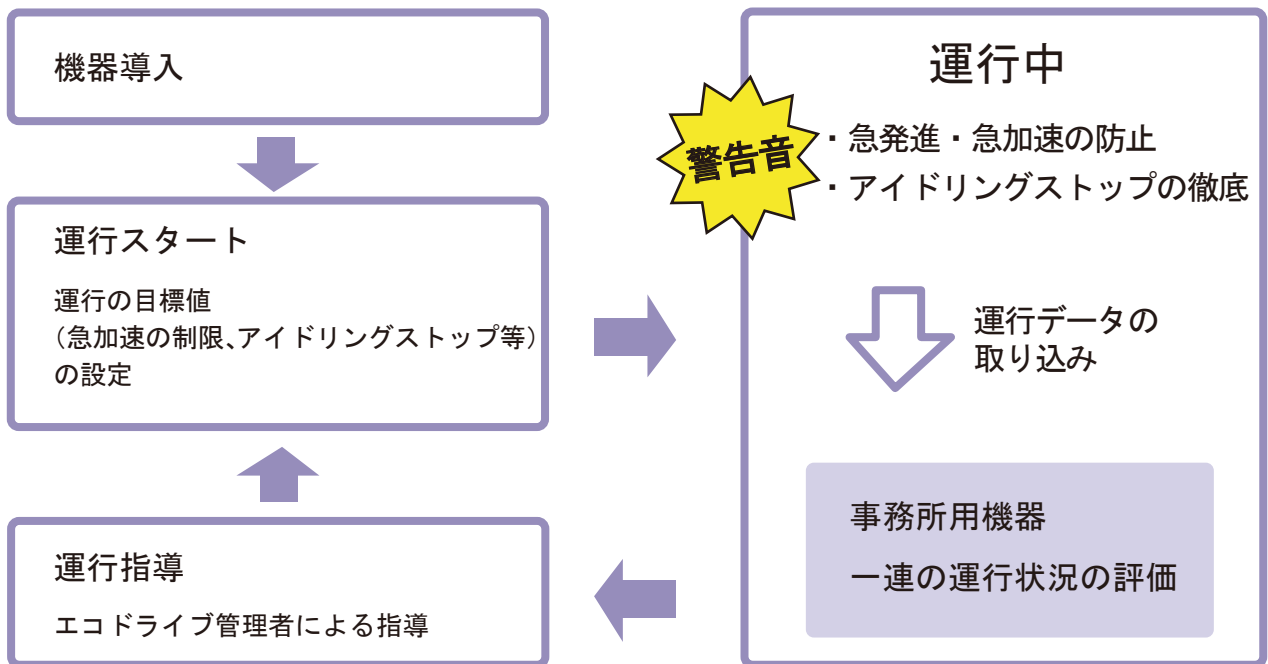 機器導入
運行スタート
運行の目標値
（急加速の制限、アイドリングストップ等）
の設定
運行指導
エコドライブ管理者による指導
運行中
警告音
・急発進・急加速の防止
・アイドリングストップの徹底
運行データの
取り込み
事務所用機器
一連の運行状況の評価